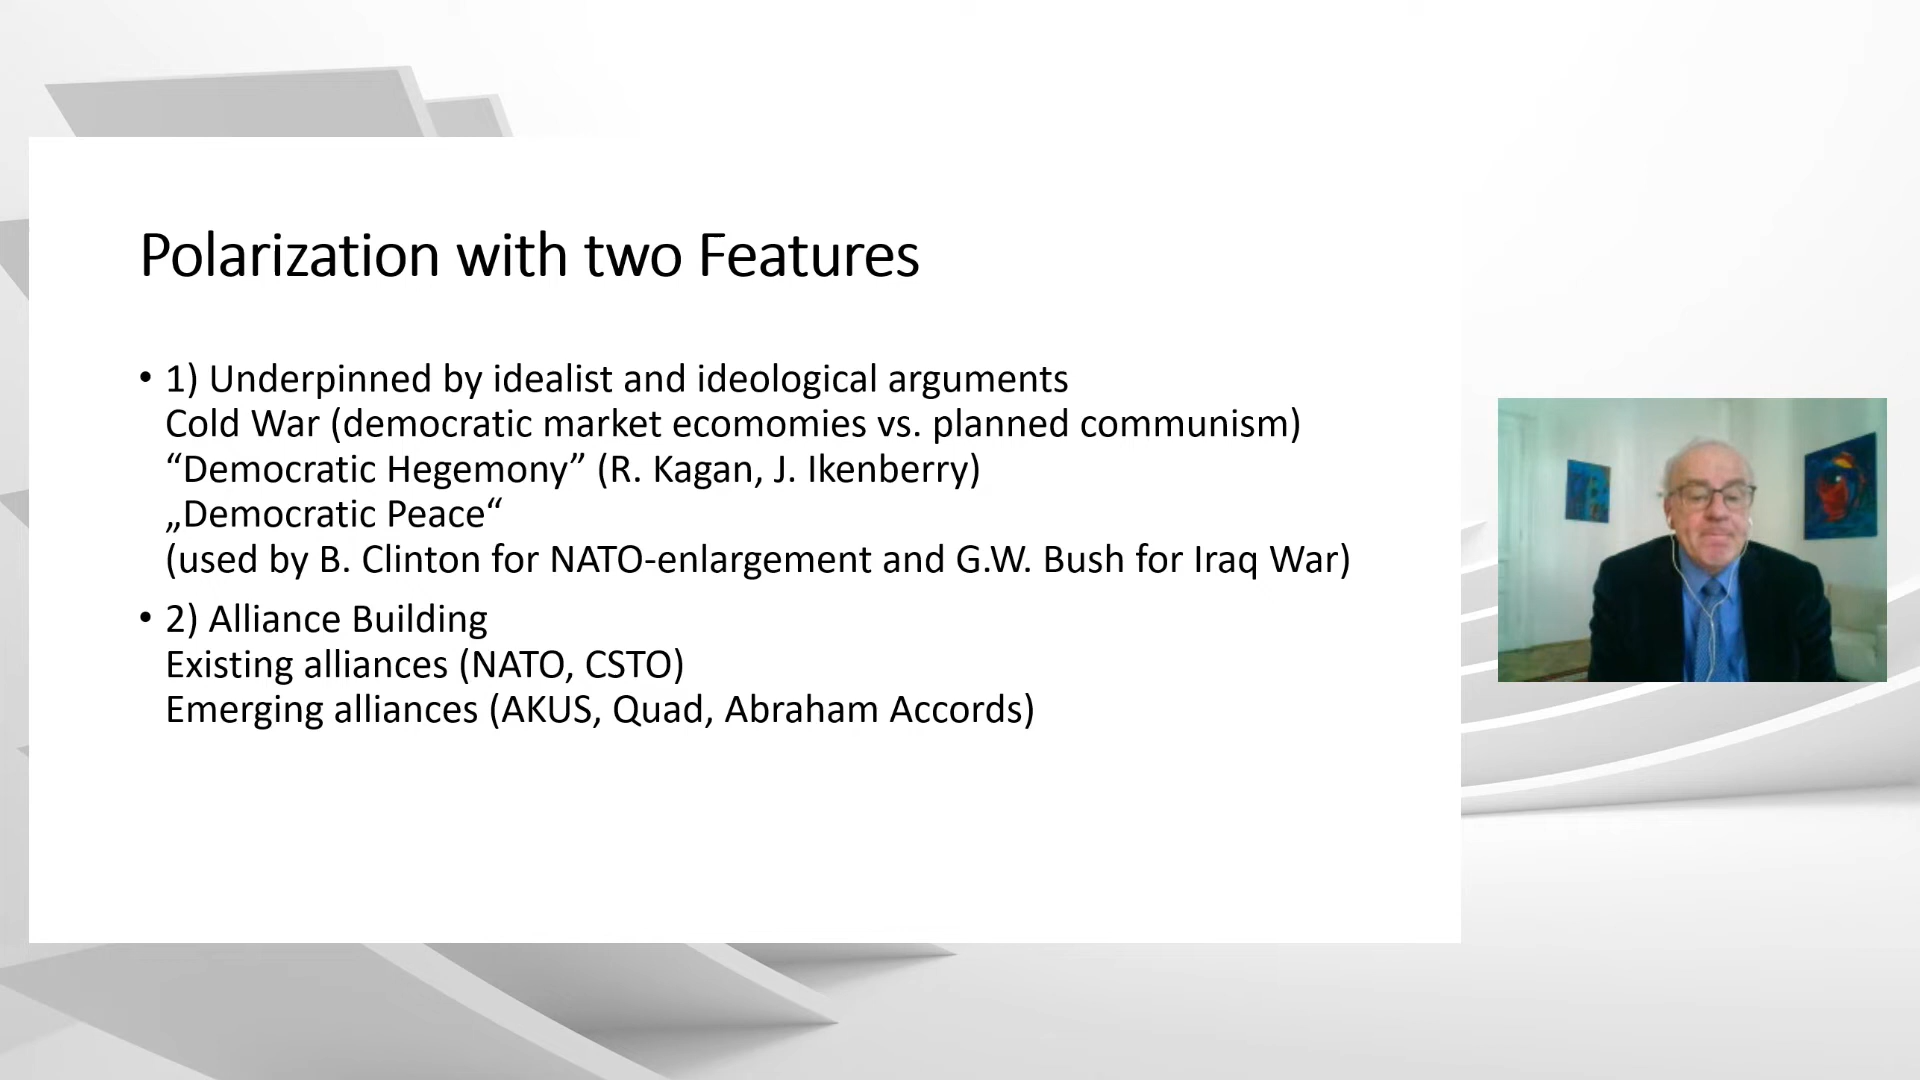 Polarization with two Features
• 1) Underpinned by idealist and ideological arguments
Cold War (democratic market ecomomies vs. planned communism)
“Democratic Hegemony” (R. Kagan, J. Ikenberry)
„Democratic Peace“
(used by B. Clinton for NATO-enlargement and G.W. Bush for Iraq War)
• 2) Alliance Building
Existing alliances (NATO, CSTO)
Emerging alliances (AKUS, Quad, Abraham Accords)